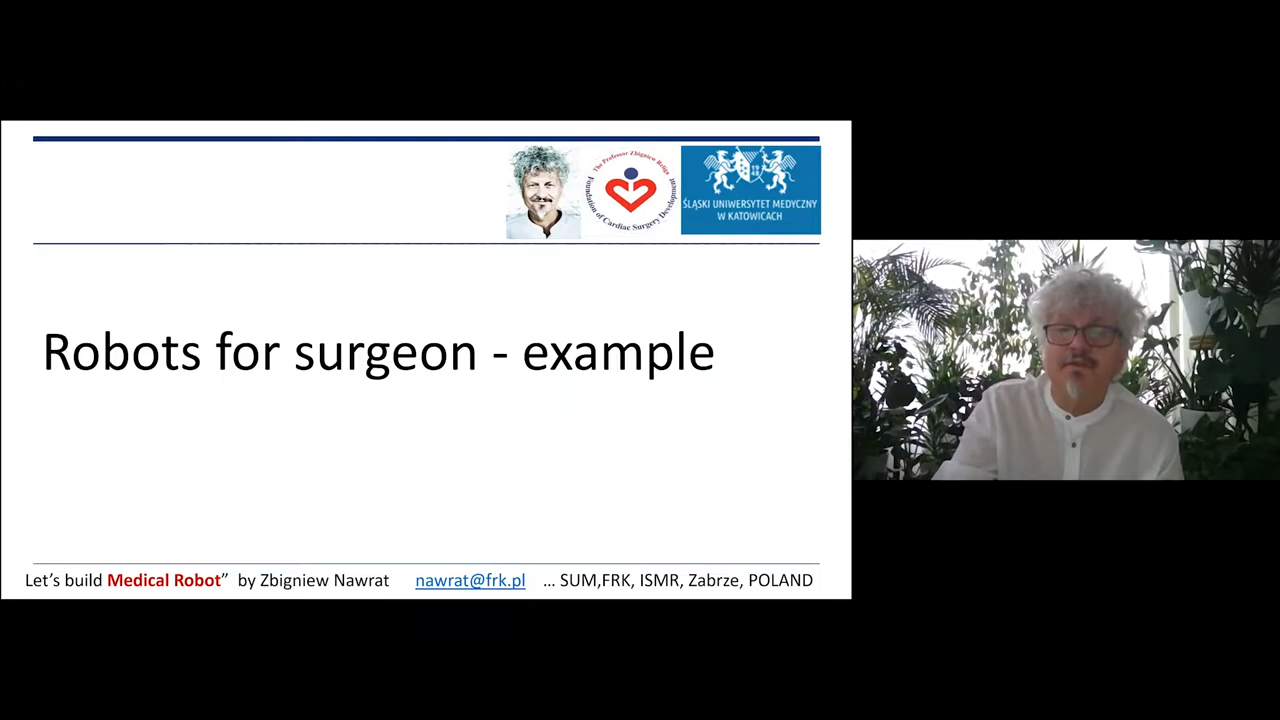 The Professor Zbigniew Religa
Foundation of Cardiac Surgery Development
1948
ŚLĄSKI UNIWERSYTET MEDYCZNY
W KATOWICACH
Robots for surgeon - example
Let’s build Medical Robot” by Zbigniew Nawrat nawrat@frk.pl ... SUM,FRK, ISMR, Zabrze, POLAND